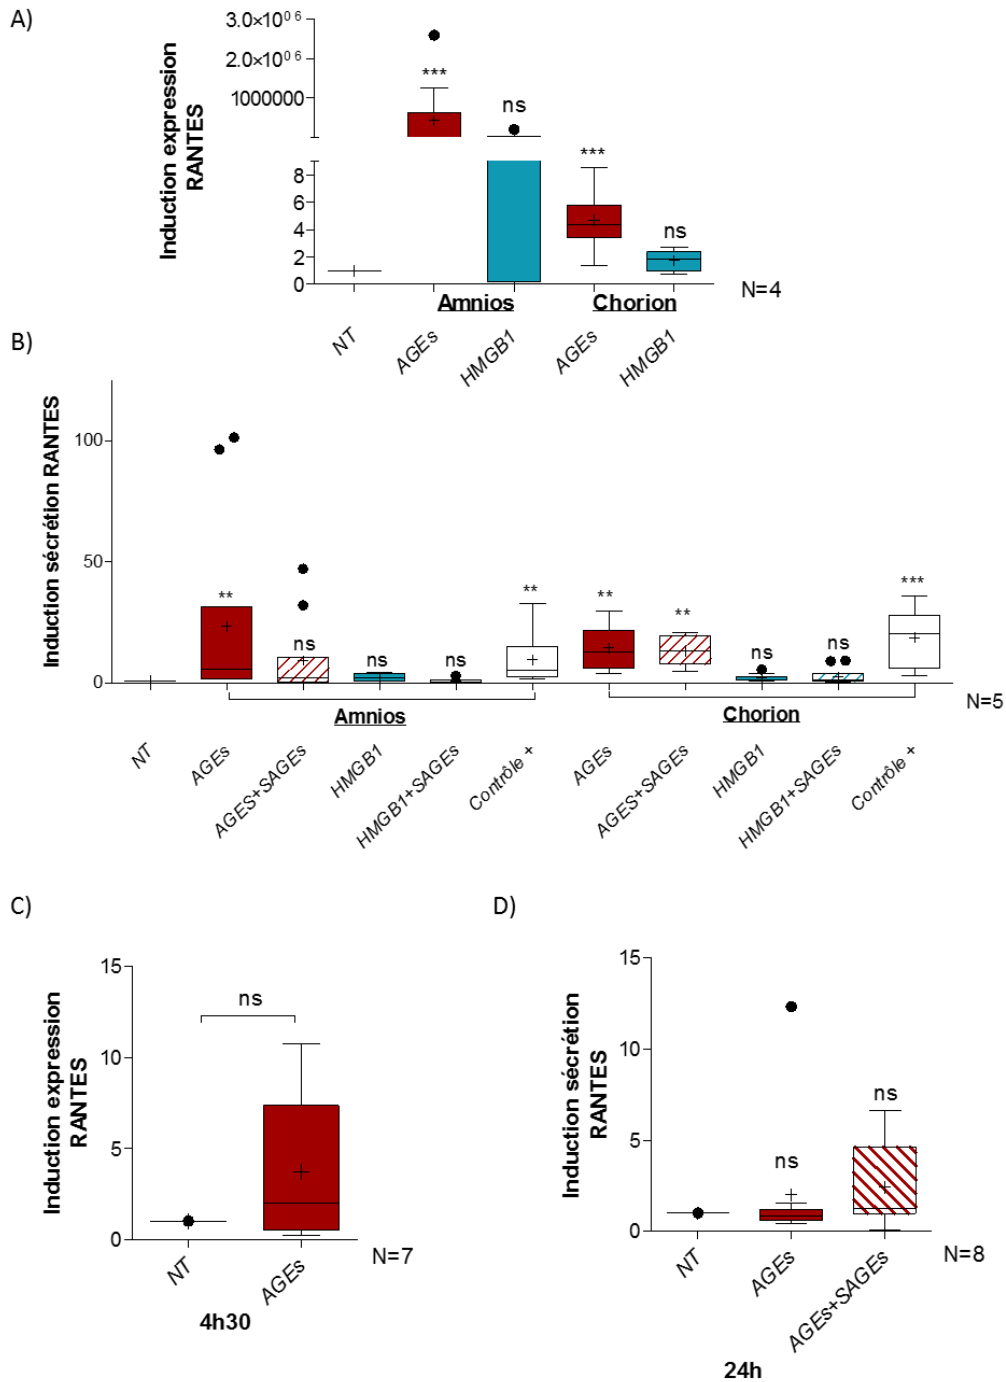 A)
Induction expression
RANTES
3.0×10⁰⁶
2.0×10⁰⁶
1000000
8
6
4
2
0
***
ns
***
ns
Amnios
Chorion
N=4
NT
AGEs
HMGB1
AGEs
HMGB1
B)
Induction sécrétion RANTES
100
50
0
**
ns
ns
ns
**
**
**
ns
ns
***
Amnios
Chorion
N=5
NT
AGEs
AGES+SAGEs
HMGB1
HMGB1+SAGEs
Contrôle +
AGEs
AGES+SAGEs
HMGB1
HMGB1+SAGEs
Contrôle +
C)
Induction expression
RANTES
15
10
5
0
ns
NT
AGEs
N=7
4h30
D)
Induction sécrétion
RANTES
15
10
5
0
ns
ns
NT
AGEs
AGEs+SAGEs
N=8
24h